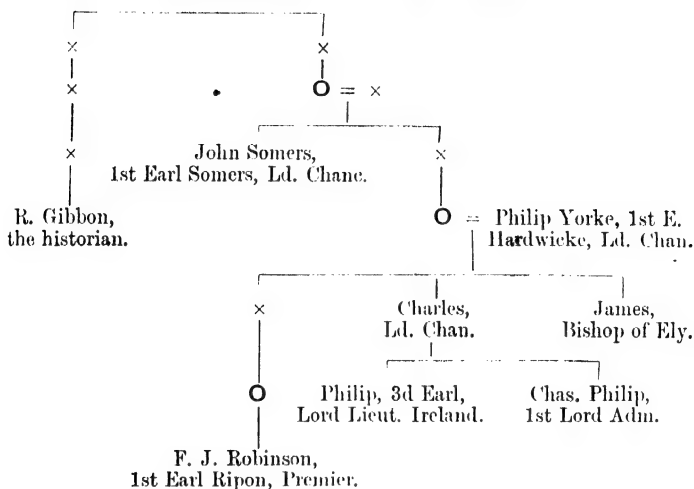 × ×
× O = ×
John Somers, ×
1st Earl Somers, Ld. Chanc.
×
R. Gibbon,
the historian.
O = Philip Yorke, 1st E.
Hardwicke, Ld. Chan.
× Charles,
Ld. Chan.
James,
Bishop of Ely.
O Philip, 3d Earl,
Lord Lieut. Ireland.
Chas. Philip,
1st Lord Adm.
F. J. Robinson,
1st Earl Ripon, Premier.